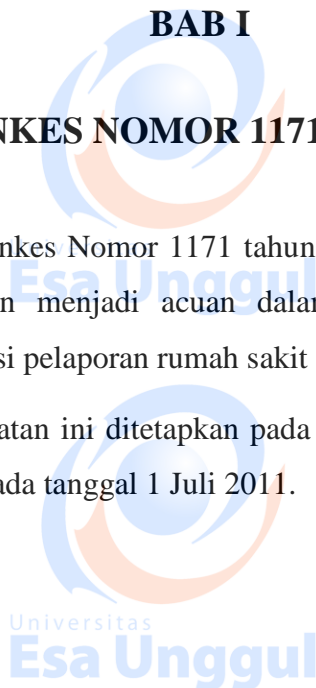 BAB I
NKES NOMOR 1171
nkes Nomor 1171 tahun
n menjadi acuan dalam
si pelaporan rumah sakit
atan ini ditetapkan pada
ada tanggal 1 Juli 2011.
Universitas
Esa Unggul
Universitas
Esa Unggul